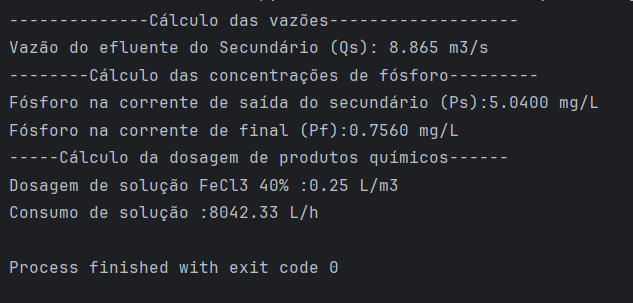 --------------Cálculo das vazões-------------------
Vazão do efluente do Secundário (Qs): 8.865 m3/s
--------Cálculo das concentrações de fósforo---------
Fósforo na corrente de saída do secundário (Ps):5.0400 mg/L
Fósforo na corrente de final (Pf):0.7560 mg/L
-----Cálculo da dosagem de produtos químicos------
Dosagem de solução FeCl3 40% :0.25 L/m3
Consumo de solução :8042.33 L/h
Process finished with exit code 0